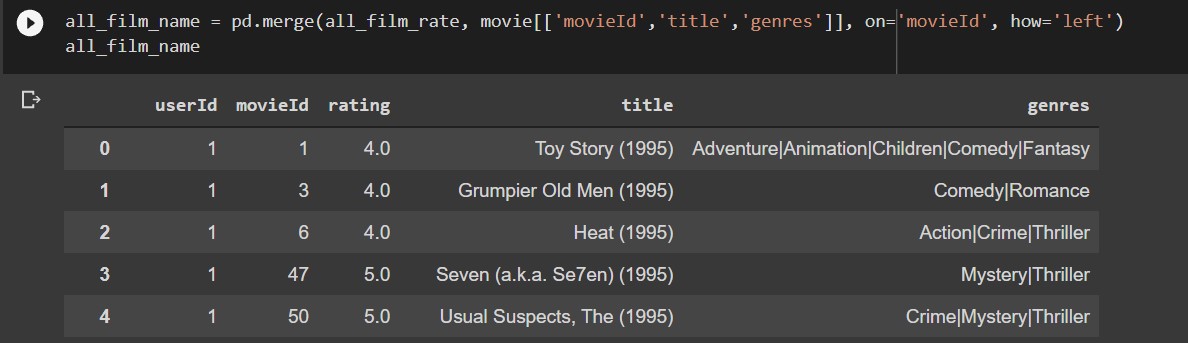 all_film_name = pd.merge(all_film_rate, movie[['movieId','title','genres']], on='movieId', how='left')
all_film_name
userId movieId rating title genres
0 1 1 4.0 Toy Story (1995) Adventure|Animation|Children|Comedy|Fantasy
1 1 3 4.0 Grumpier Old Men (1995) Comedy|Romance
2 1 6 4.0 Heat (1995) Action|Crime|Thriller
3 1 47 5.0 Seven (a.k.a. Se7en) (1995) Mystery|Thriller
4 1 50 5.0 Usual Suspects, The (1995) Crime|Mystery|Thriller